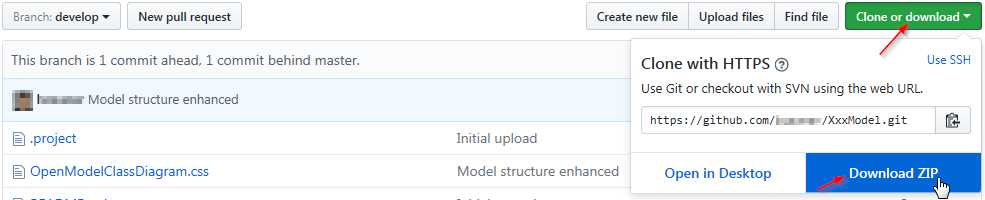 Branch: develop New pull request Create new file Upload files Find file Clone or download
This branch is 1 commit ahead, 1 commit behind master.
Clone with HTTPS Use SSH
Use Git or checkout with SVN using the web URL.
Model structure enhanced
https://github.com/ /XxxModel.git
.project Initial upload
OpenModelClassDiagram.css Model structure enhanced
Open in Desktop Download ZIP